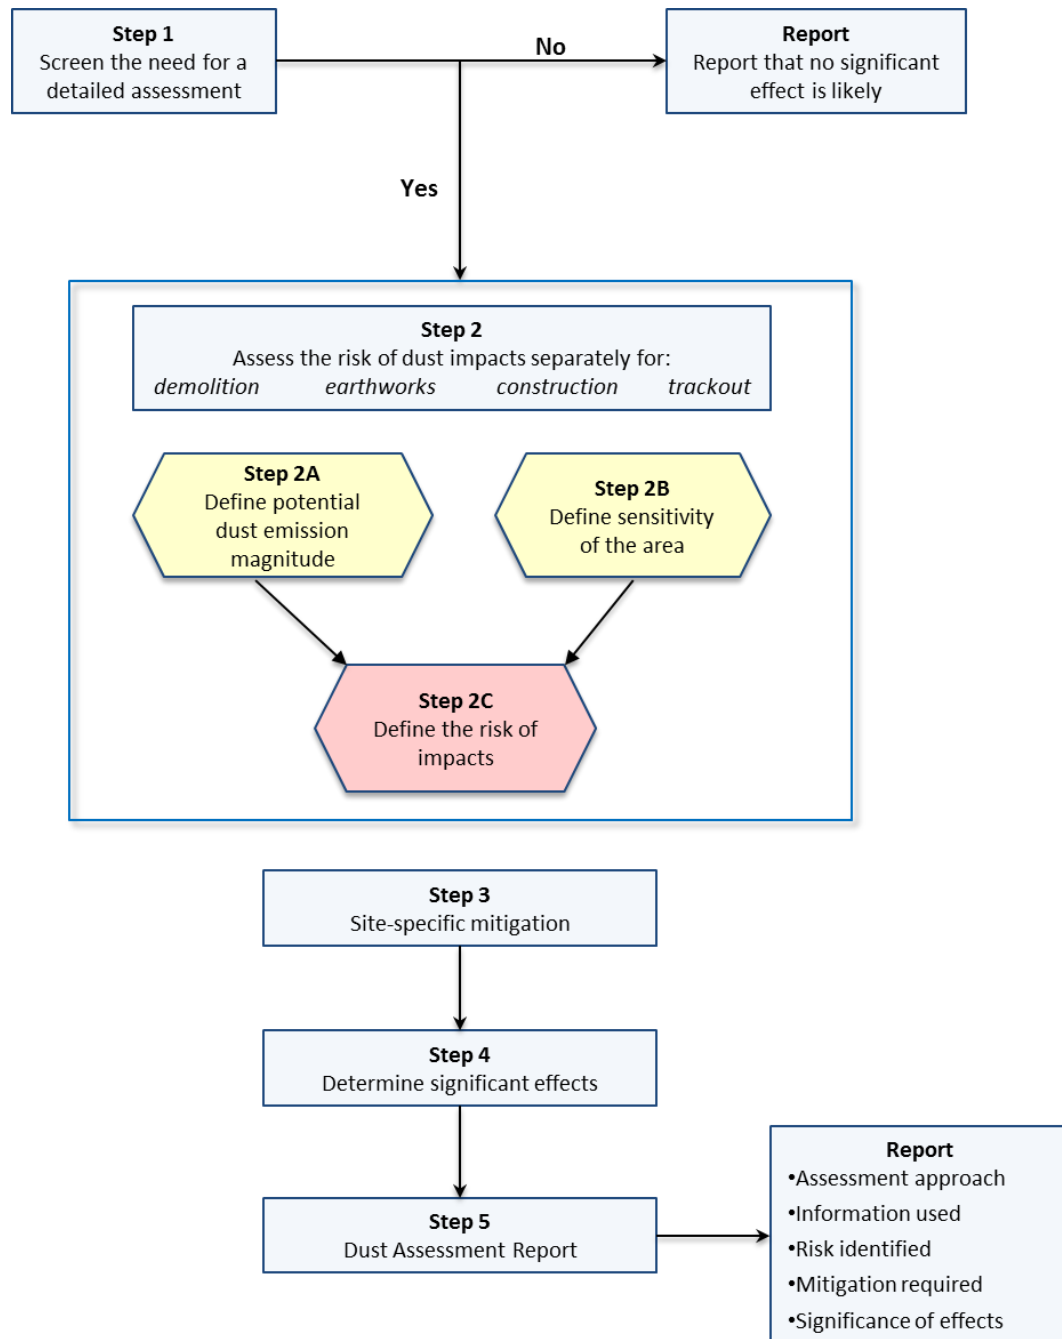 Step 1
Screen the need for a
detailed assessment
No
Report
Report that no significant
effect is likely
Yes
Step 2
Assess the risk of dust impacts separately for:
demolition earthworks construction trackout
Step 2A
Define potential
dust emission
magnitude
Step 2B
Define sensitivity
of the area
Step 2C
Define the risk of
impacts
Step 3
Site-specific mitigation
Step 4
Determine significant effects
Step 5
Dust Assessment Report
Report
•Assessment approach
•Information used
•Risk identified
•Mitigation required
•Significance of effects